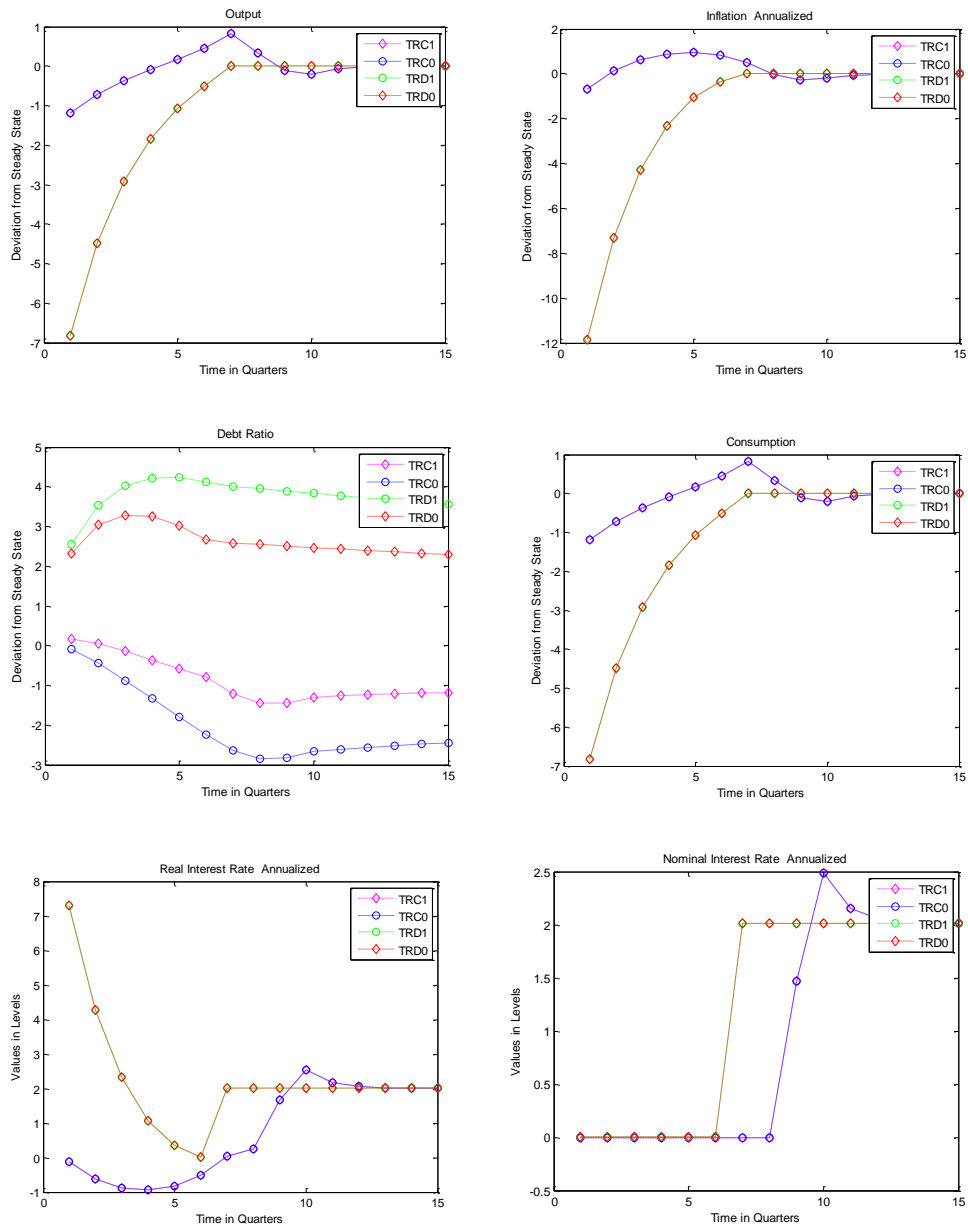 Output
1
0
-1
-2
-3
-4
-5
-6
-7
Deviation from Steady State
0
5
10
15
Time in Quarters
TRC1
TRC0
TRD1
TRD0
Inflation Annualized
2
0
-2
-4
-6
-8
-10
-12
Deviation from Steady State
0
5
10
15
Time in Quarters
TRC1
TRC0
TRD1
TRD0
Debt Ratio
5
4
3
2
1
0
-1
-2
-3
Deviation from Steady State
0
5
10
15
Time in Quarters
TRC1
TRC0
TRD1
TRD0
Consumption
1
0
-1
-2
-3
-4
-5
-6
-7
Deviation from Steady State
0
5
10
15
Time in Quarters
TRC1
TRC0
TRD1
TRD0
Real Interest Rate Annualized
8
7
6
5
4
3
2
1
0
-1
Values in Levels
0
5
10
15
Time in Quarters
TRC1
TRC0
TRD1
TRD0
Nominal Interest Rate Annualized
2.5
2
1.5
1
0.5
0
-0.5
Values in Levels
0
5
10
15
Time in Quarters
TRC1
TRC0
TRD1
TRD0